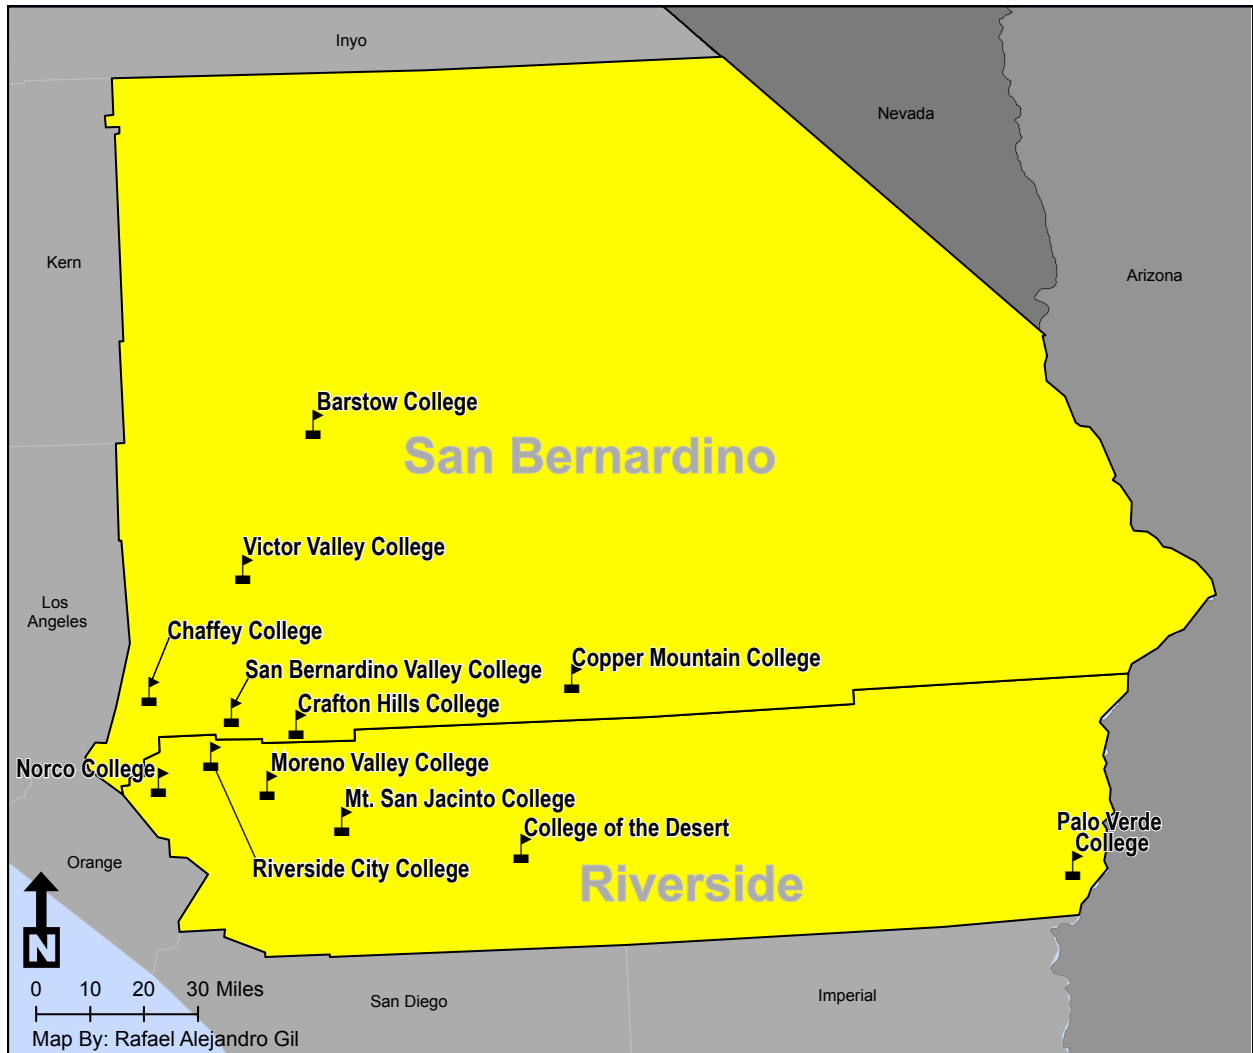 Inyo
Nevada
Kern
Arizona
Barstow College
San Bernardino
Victor Valley College
Los
Angeles
Chaffey College
San Bernardino Valley College
Copper Mountain College
Crafton Hills College
Norco College
Moreno Valley College
Mt. San Jacinto College
College of the Desert
Palo Verde
College
Orange
Riverside City College
Riverside
N
0 10 20 30 Miles
San Diego
Imperial
Map By: Rafael Alejandro Gil